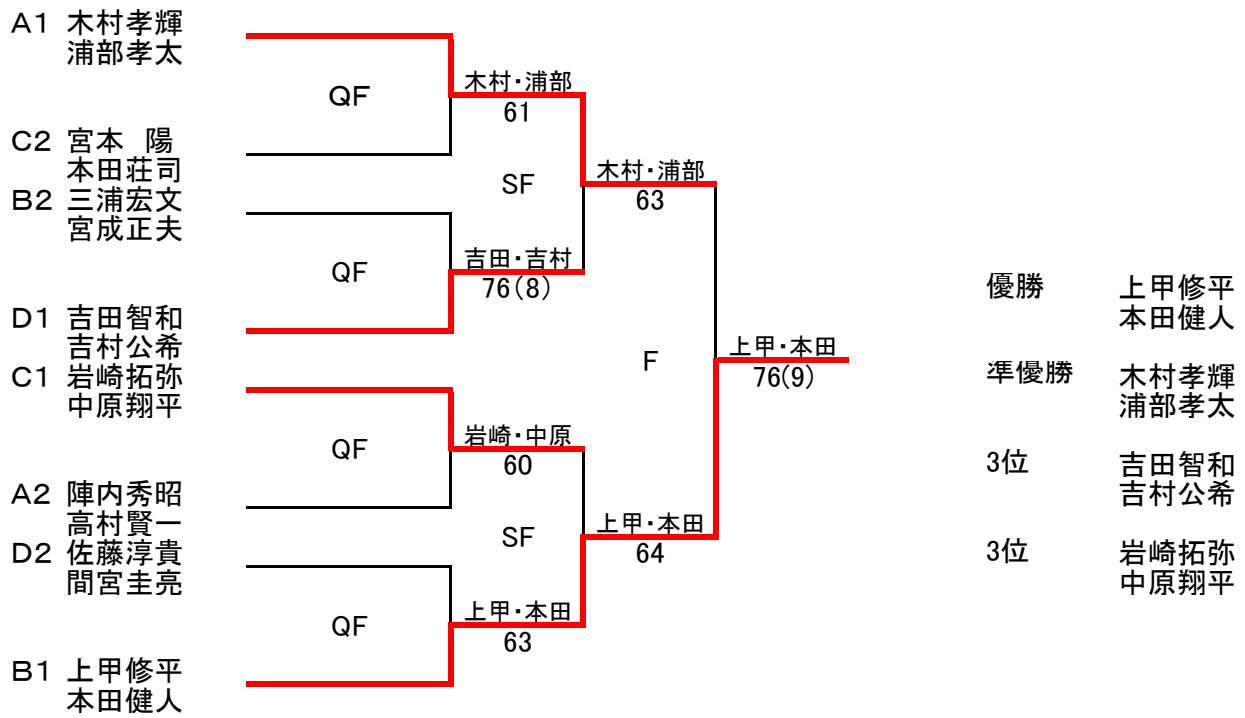 A1 木村孝輝
浦部孝太
QF
木村・浦部
61
C2 宮本 陽
本田荘司
SF
木村・浦部
63
B2 三浦宏文
宮成正夫
QF
吉田・吉村
76(8)
D1 吉田智和
吉村公希
F
上甲・本田
76(9)
C1 岩崎拓弥
中原翔平
QF
岩崎・中原
60
A2 陣内秀昭
高村賢一
SF
上甲・本田
64
D2 佐藤淳貴
間宮圭亮
QF
上甲・本田
63
B1 上甲修平
本田健人
優勝 上甲修平
本田健人
準優勝 木村孝輝
浦部孝太
3位 吉田智和
吉村公希
3位 岩崎拓弥
中原翔平